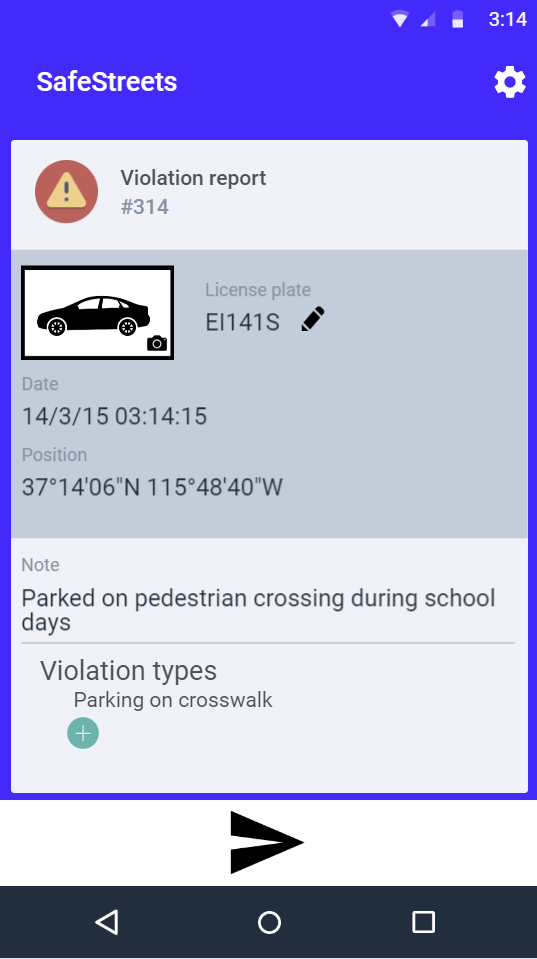 3:14
SafeStreets
Violation report
#314
License plate
EI141S
Date
14/3/15 03:14:15
Position
37°14'06"N 115°48'40"W
Note
Parked on pedestrian crossing during school
days
Violation types
Parking on crosswalk